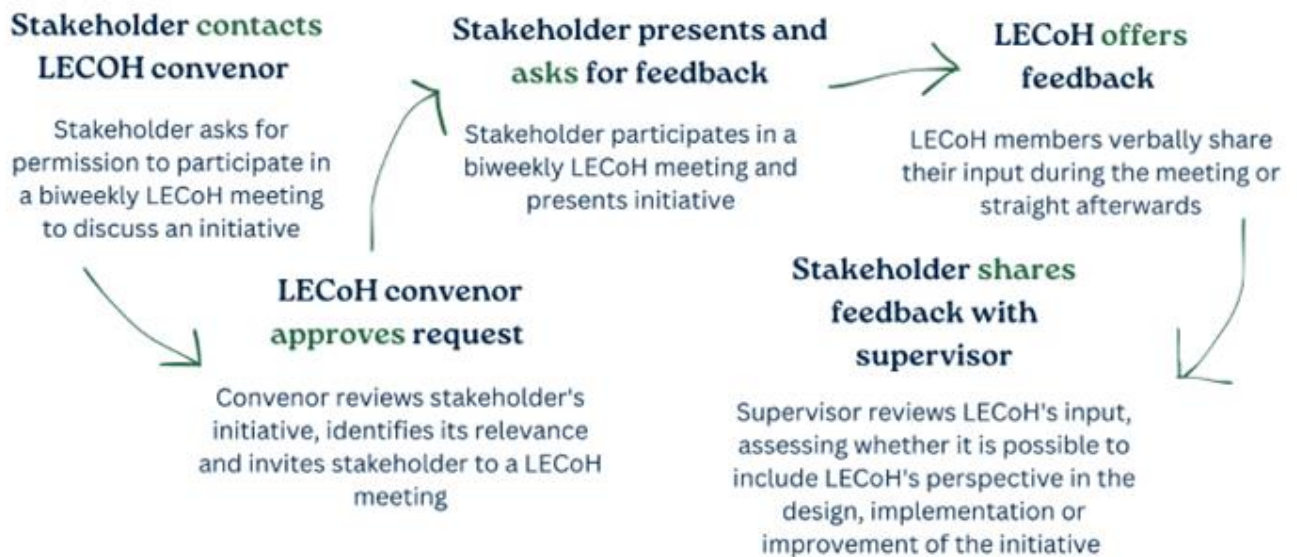 Stakeholder contacts
LECOH convenor
Stakeholder asks for
permission to participate in
a biweekly LECoH meeting
to discuss an initiative
LECoH convenor
approves request
Convenor reviews stakeholder's
initiative, identifies its relevance
and invites stakeholder to a LECoH
meeting
Stakeholder presents and
asks for feedback
Stakeholder participates in a
biweekly LECoH meeting and
presents initiative
LECoH offers
feedback
LECoH members verbally share
their input during the meeting or
straight afterwards
Stakeholder shares
feedback with
supervisor
Supervisor reviews LECoH's input,
assessing whether it is possible to
include LECoH's perspective in the
design, implementation or
improvement of the initiative